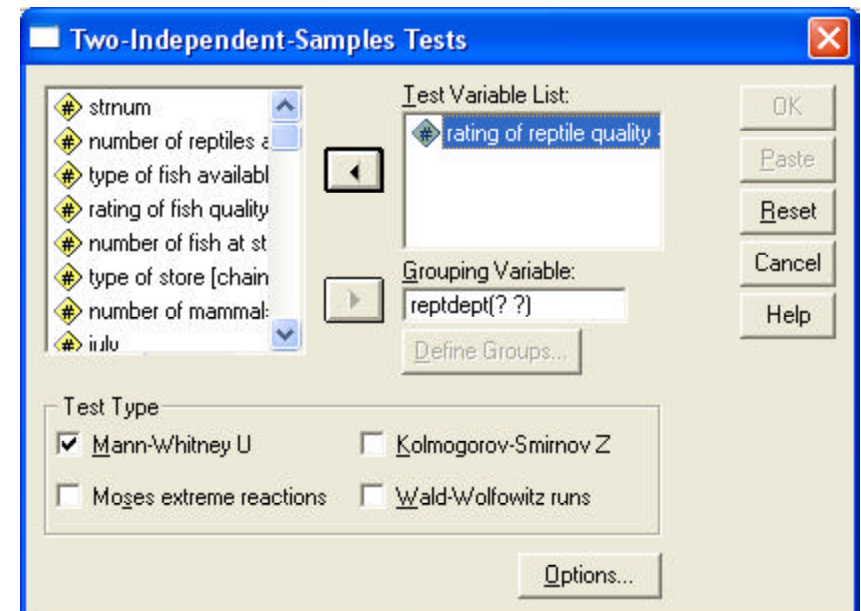 Two-Independent-Samples Tests
strnum
number of reptiles a
type of fish availabl
rating of fish quality
number of fish at st
type of store [chain
number of mammal
july
Test Variable List:
rating of reptile quality -
Grouping Variable:
reptdept(? ?)
Define Groups...
OK
Paste
Reset
Cancel
Help
Test Type
Mann-Whitney U
Kolmogorov-Smirnov Z
Moses extreme reactions
Wald-Wolfowitz runs
Options...